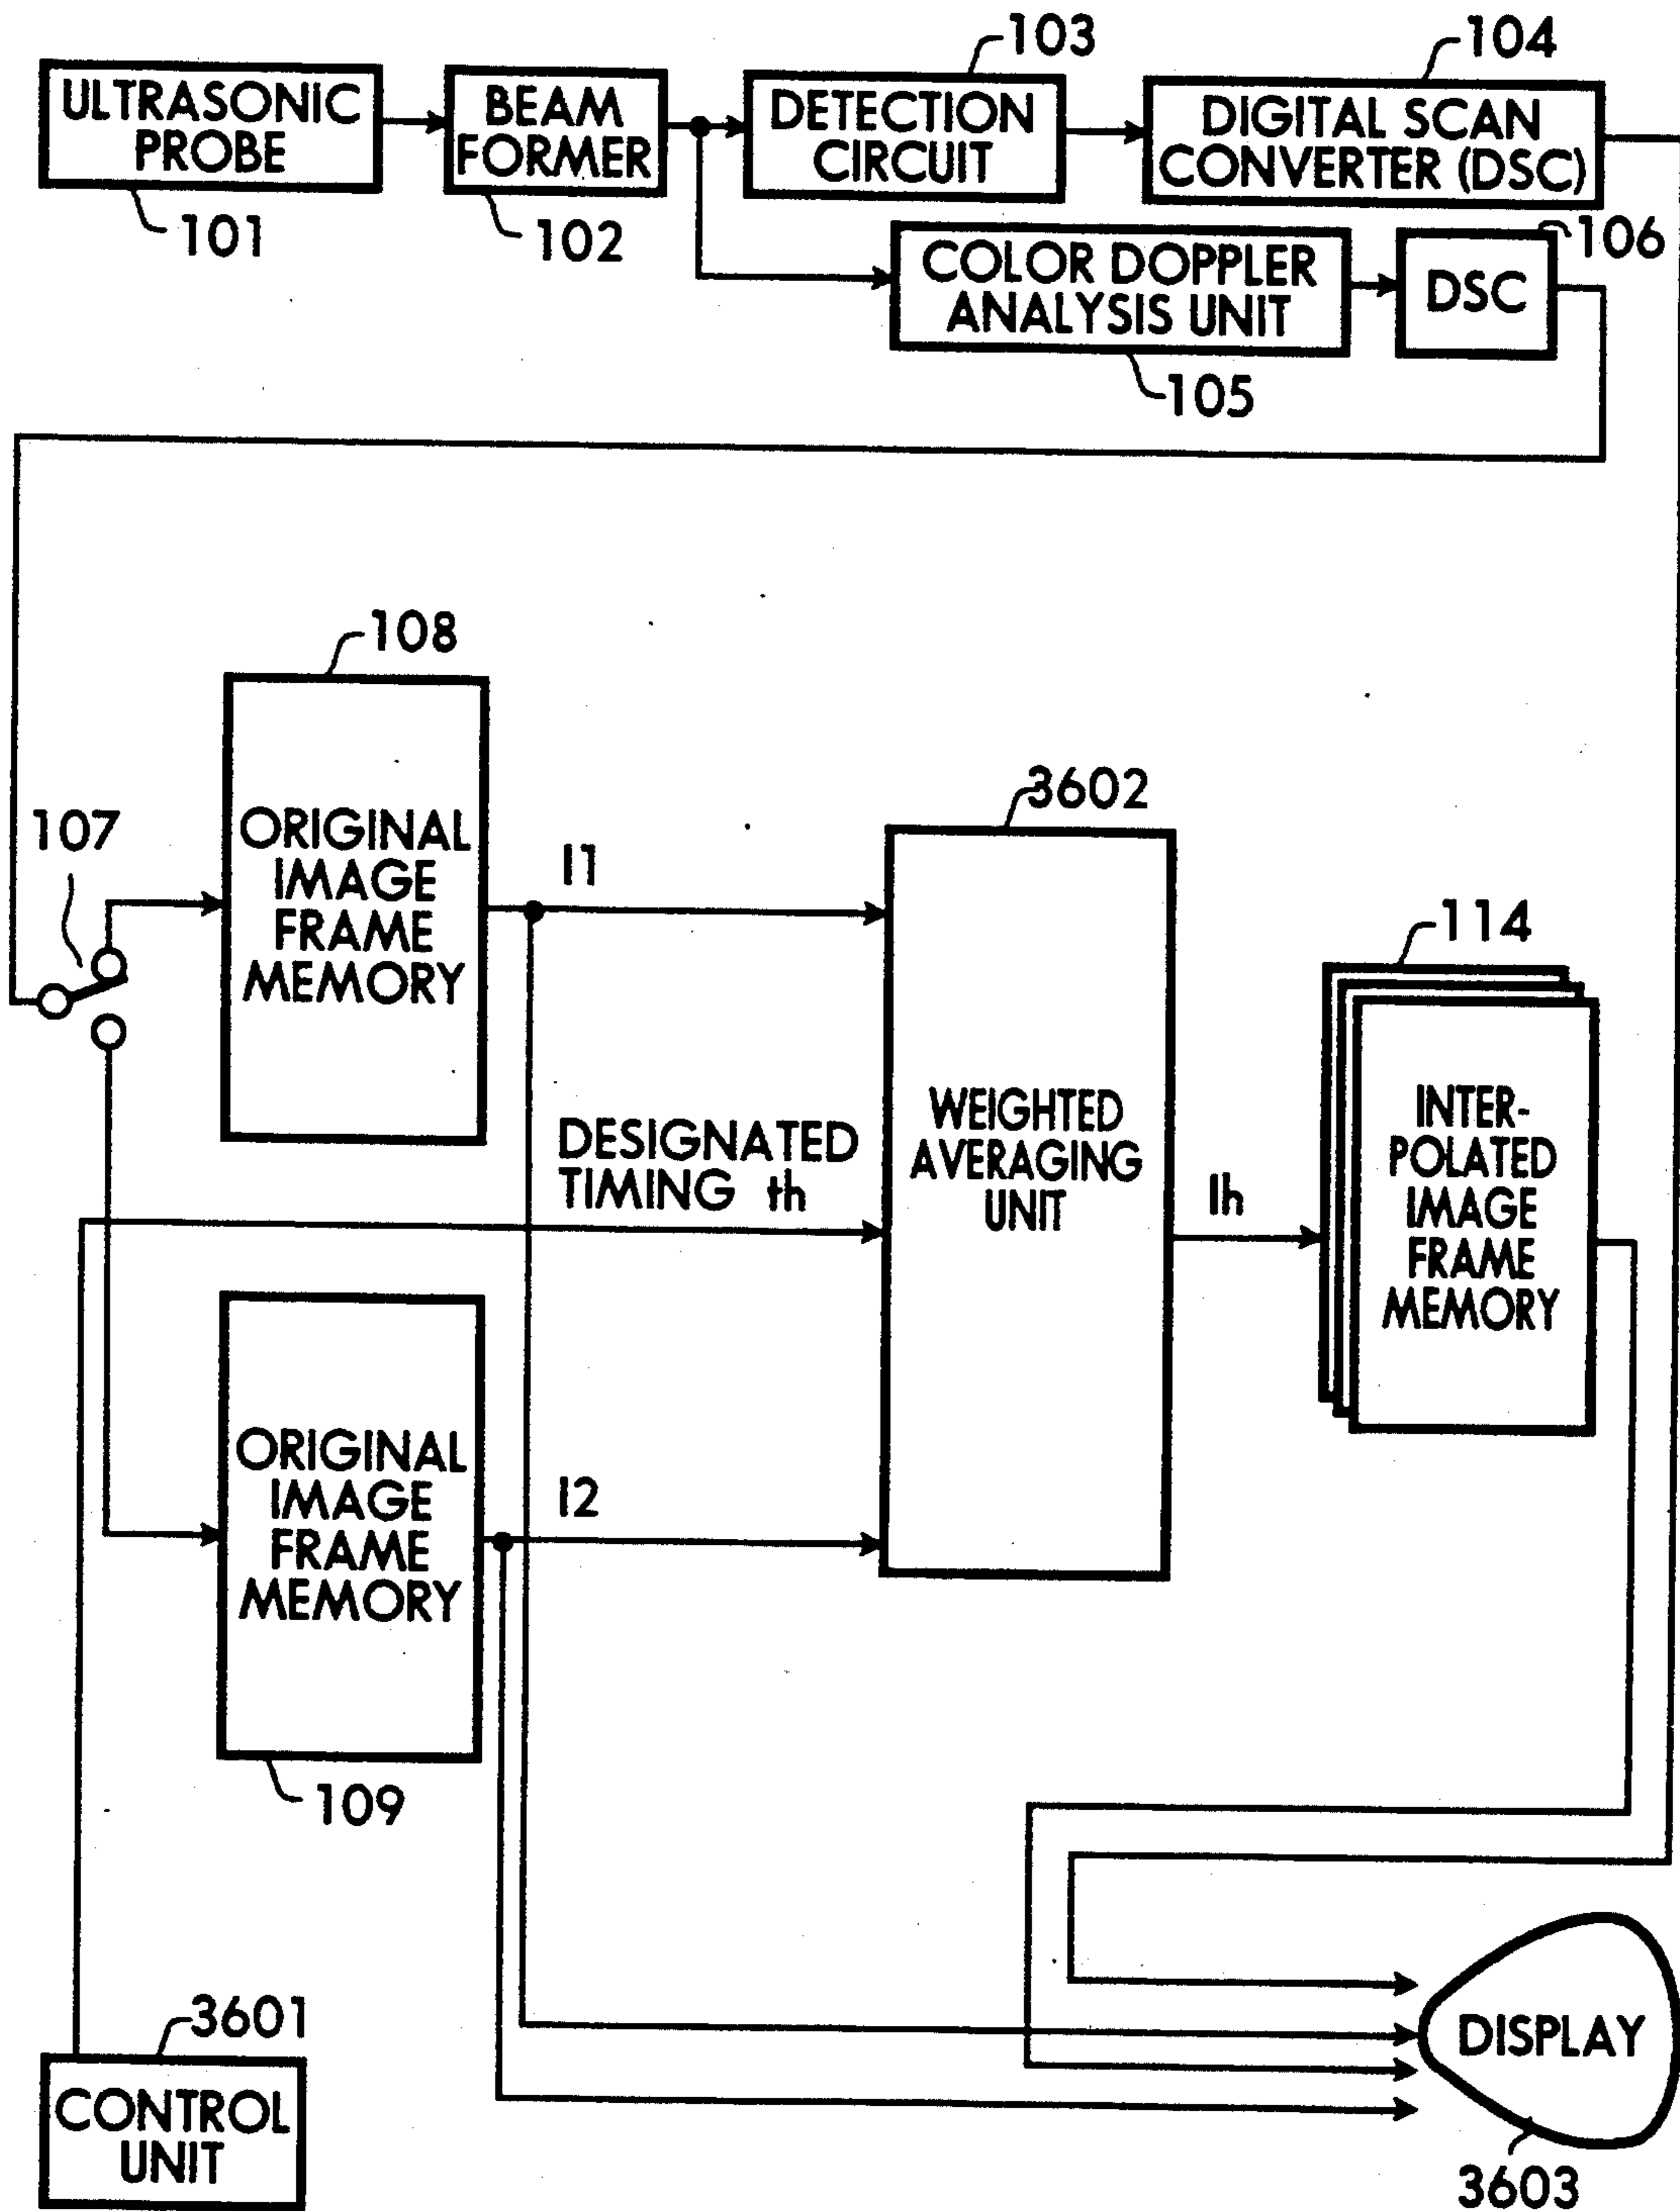 103
104
ULTRASONIC
PROBE
BEAM
FORMER
DETECTION
CIRCUIT
DIGITAL SCAN
CONVERTER (DSC)
101
102
COLOR DOPPLER
ANALYSIS UNIT
DSC
106
105
108
107
ORIGINAL
IMAGE
FRAME
MEMORY
I1
3602
114
DESIGNATED
TIMING th
WEIGHTED
AVERAGING
UNIT
Ih
INTER-
POLATED
IMAGE
FRAME
MEMORY
ORIGINAL
IMAGE
FRAME
MEMORY
I2
109
3601
CONTROL
UNIT
DISPLAY
3603